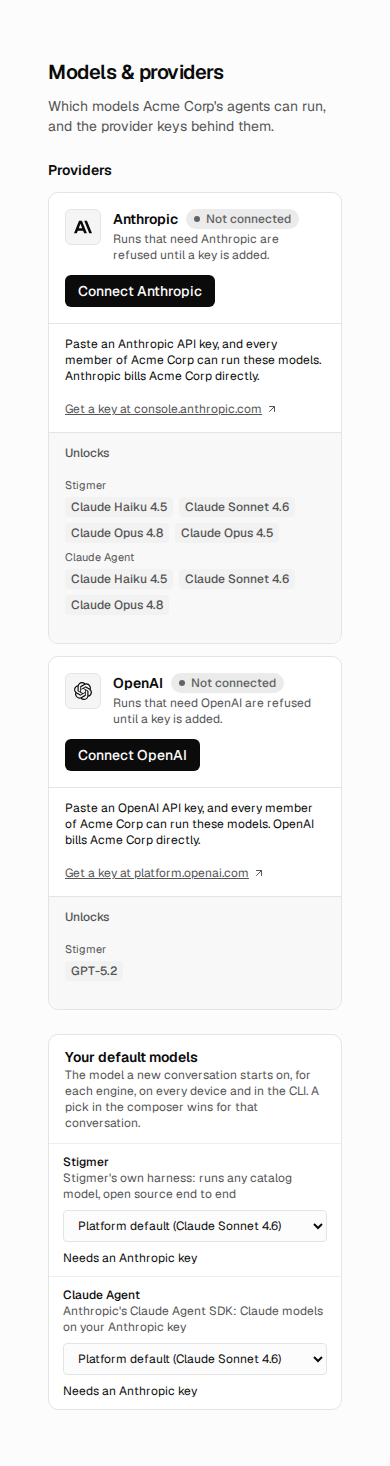 Models & providers
Which models Acme Corp's agents can run,
and the provider keys behind them.
Providers
Anthropic
Not connected
Runs that need Anthropic are
refused until a key is added.
Connect Anthropic
Paste an Anthropic API key, and every
member of Acme Corp can run these models.
Anthropic bills Acme Corp directly.
Get a key at console.anthropic.com
Unlocks
Stigmer
Claude Haiku 4.5 Claude Sonnet 4.6
Claude Opus 4.8 Claude Opus 4.5
Claude Agent
Claude Haiku 4.5 Claude Sonnet 4.6
Claude Opus 4.8
OpenAI
Not connected
Runs that need OpenAI are refused
until a key is added.
Connect OpenAI
Paste an OpenAI API key, and every member
of Acme Corp can run these models. OpenAI
bills Acme Corp directly.
Get a key at platform.openai.com
Unlocks
Stigmer
GPT-5.2
Your default models
The model a new conversation starts on, for
each engine, on every device and in the CLI. A
pick in the composer wins for that
conversation.
Stigmer
Stigmer's own harness: runs any catalog
model, open source end to end
Platform default (Claude Sonnet 4.6)
Needs an Anthropic key
Claude Agent
Anthropic's Claude Agent SDK: Claude models
on your Anthropic key
Platform default (Claude Sonnet 4.6)
Needs an Anthropic key